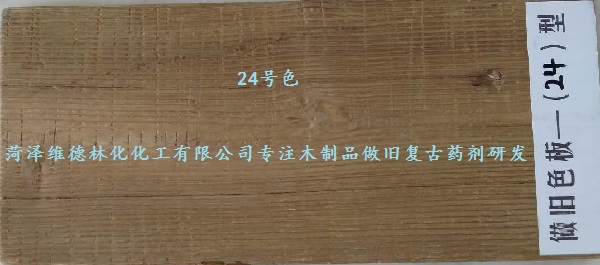 24号色
菏泽维德林化化工有限公司专注木制品做旧复古药剂研发
做旧色板—(24)型